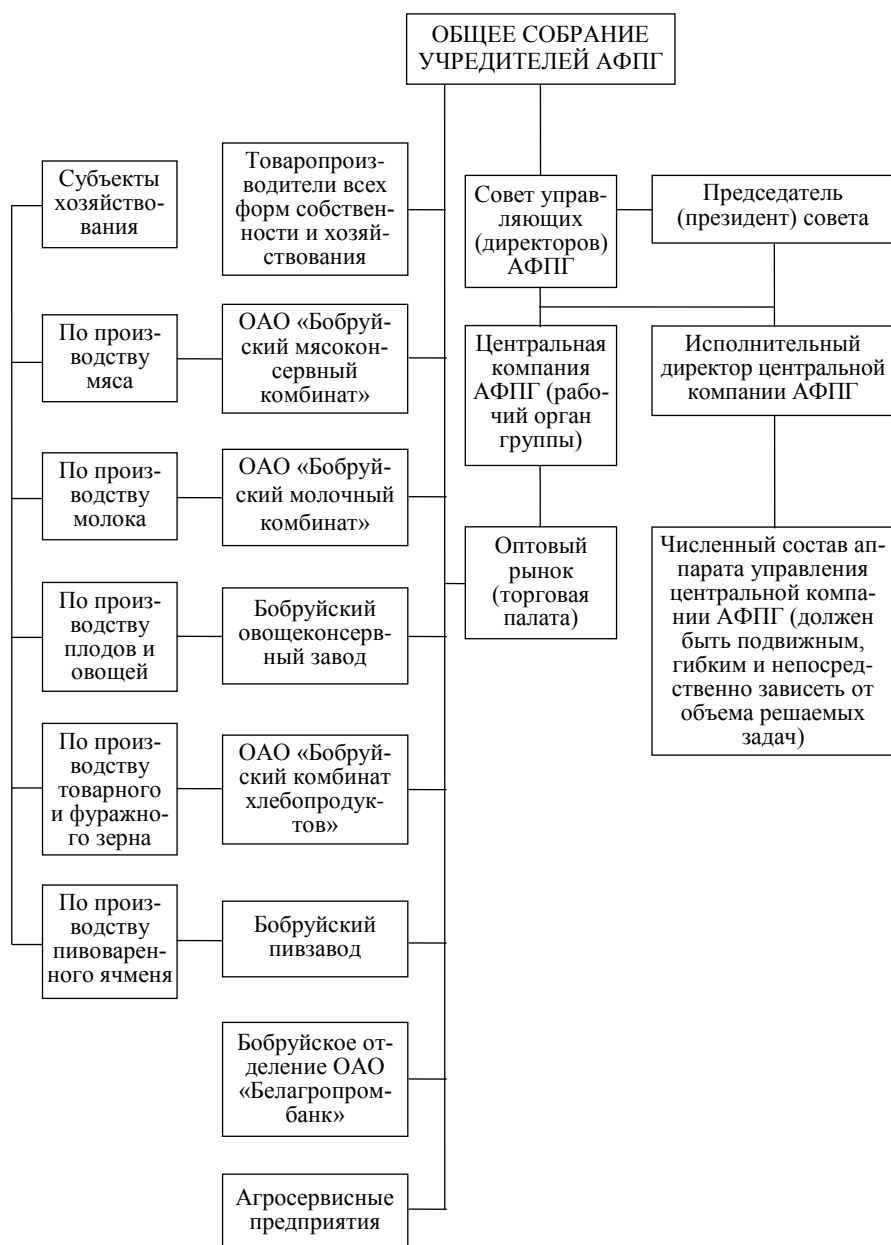 ОБЩЕЕ СОБРАНИЕ
УЧРЕДИТЕЛЕЙ АФПГ
Субъекты
хозяйство-
вания
Товаропроиз-
водители всех
форм собствен-
ности и хозяй-
ствования
Совет управ-
ляющих
(директоров)
АФПГ
Председатель
(президент) совета
По произ-
водству
мяса
ОАО «Бобруй-
ский мясокон-
сервный
комбинат»
Центральная
компания
АФПГ (рабо-
чий орган
группы)
Исполнительный
директор центральной
компании АФПГ
По произ-
водству
молока
ОАО «Бобруй-
ский молочный
комбинат»
Оптовый
рынок
(торговая
палата)
Численный состав ап-
парата управления
центральной компа-
нии АФПГ (должен
быть подвижным,
гибким и непосред-
ственно зависеть от
объема решаемых
задач)
По произ-
водству
плодов и
овощей
Бобруйский
овощеконсерв-
ный завод
По произ-
водству
товарного
и фуражно-
го зерна
ОАО «Бобруй-
ский комбинат
хлебопродук-
тов»
По произ-
водству
пивоварен-
ного ячменя
Бобруйский
пивзавод
Бобруйское от-
деление ОАО
«Белагропром-
банк»
Агросервисные
предприятия